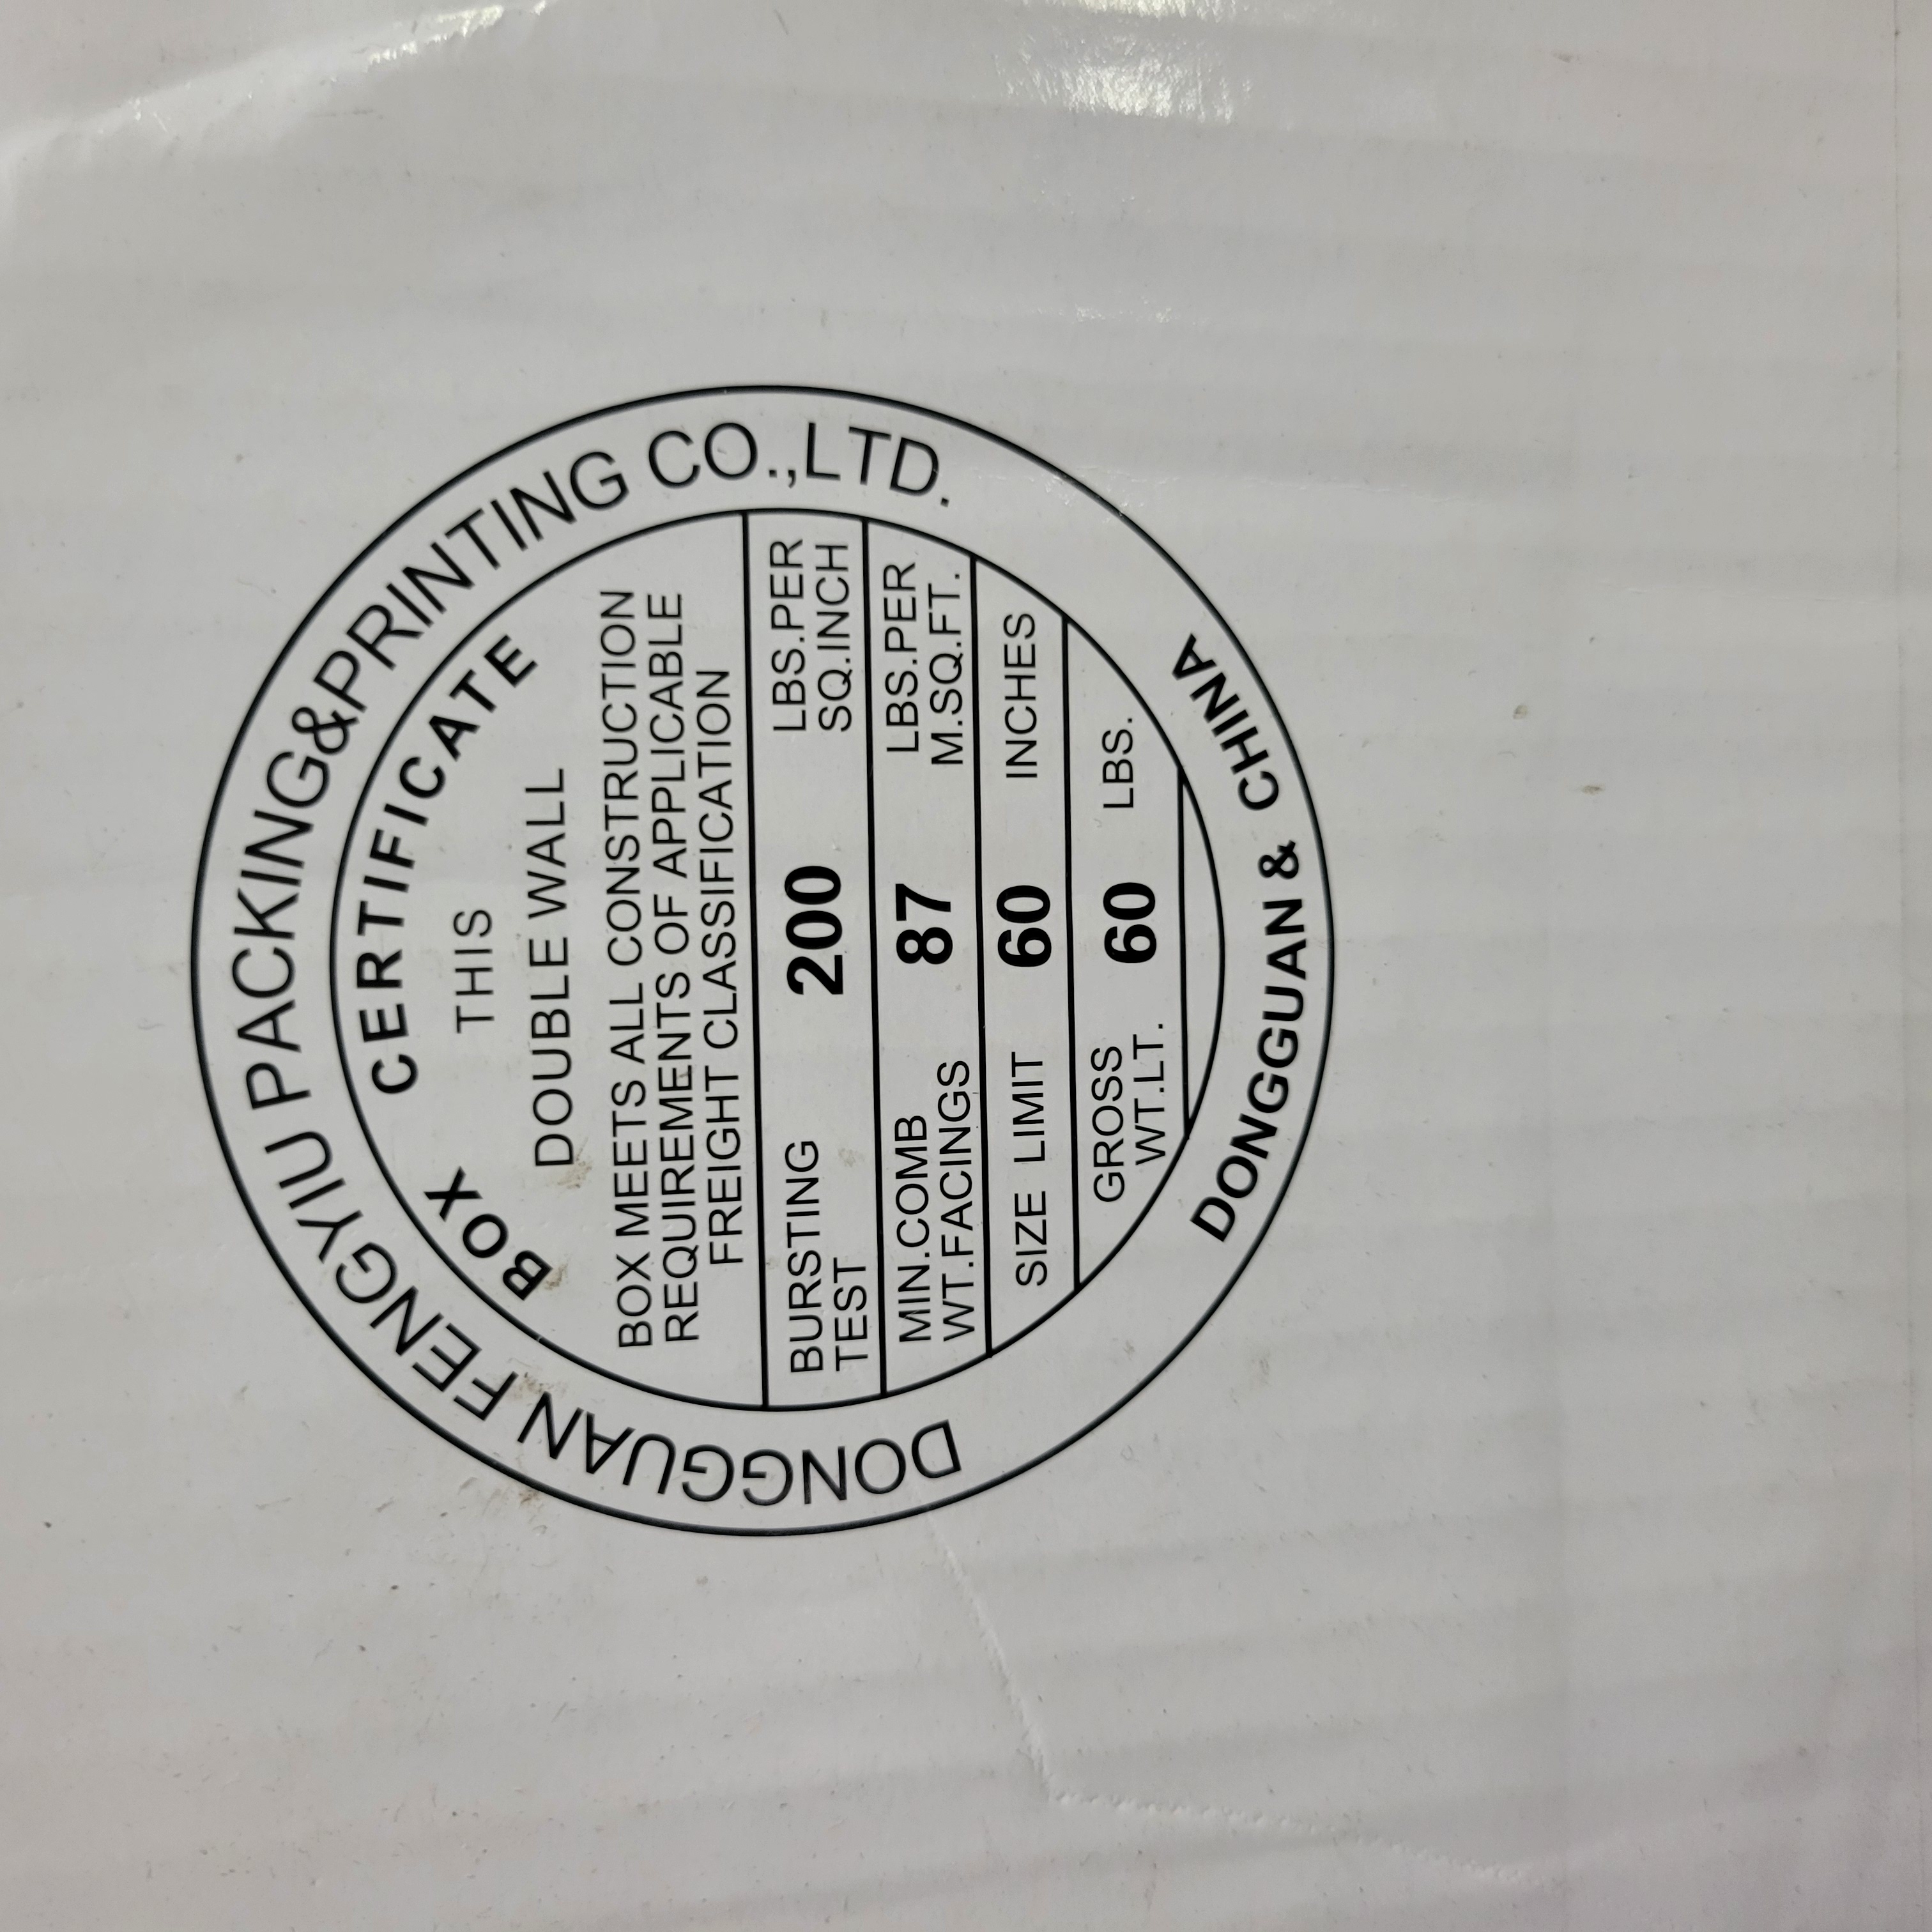 DONGGUAN FENGYIU PACKING&PRINTING CO.,LTD.
BOX CERTIFICATE
THIS
DOUBLE WALL
BOX MEETS ALL CONSTRUCTION
REQUIREMENTS OF APPLICABLE
FREIGHT CLASSIFICATION
BURSTING TEST 200 LBS.PER SQ.INCH
MIN.COMB WT.FACINGS 87 LBS.PER M.SQ.FT.
SIZE LIMIT 60 INCHES
GROSS WT.LT. 60 LBS.
DONGGUAN & CHINA